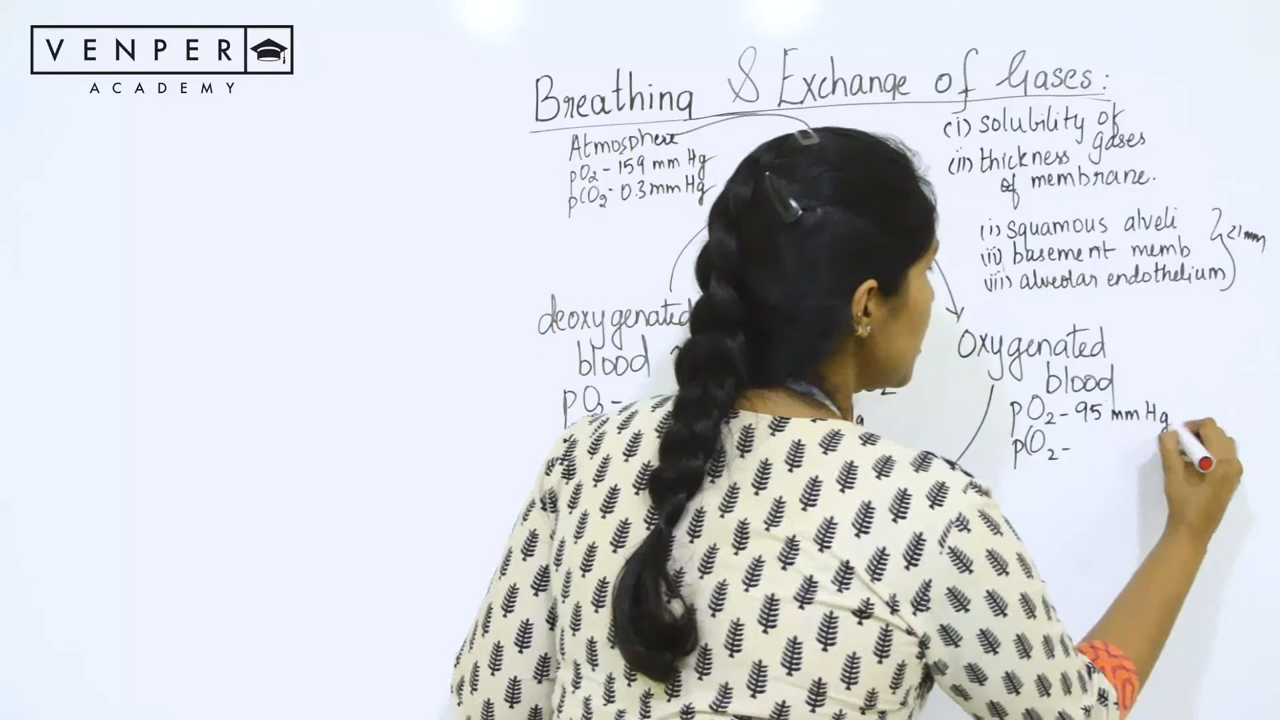 VENPER
ACADEMY
Breathing & Exchange of Gases:
Atmosphere
pO2 - 159 mm Hg
pCO2 - 0.3 mm Hg
(i) solubility of
gases
(ii) thickness
of membrane.
(i) squamous alveli
(ii) basement memb
(iii) alveolar endothelium
<1mm
deoxygenated
blood
pO2 -
Oxygenated
blood
pO2 - 95 mm Hg
pCO2 -